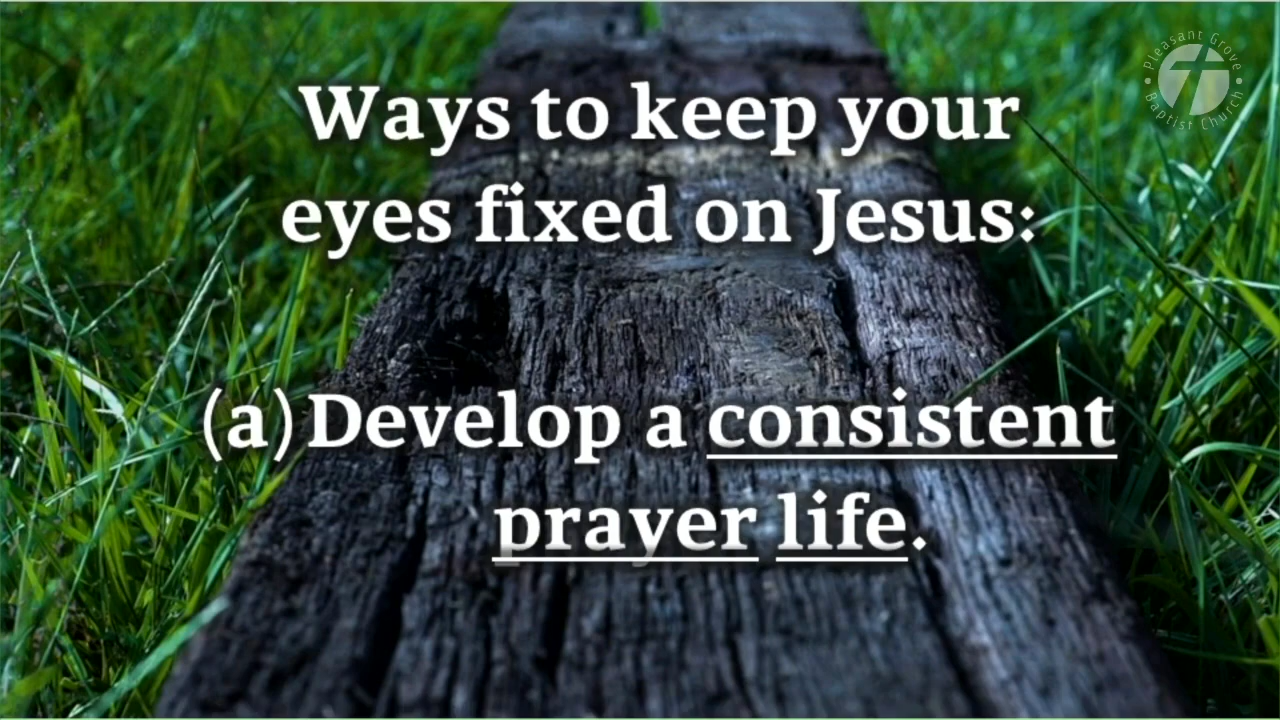 Pleasant Grove
Baptist Church
Ways to keep your
eyes fixed on Jesus:
(a) Develop a consistent
prayer life.